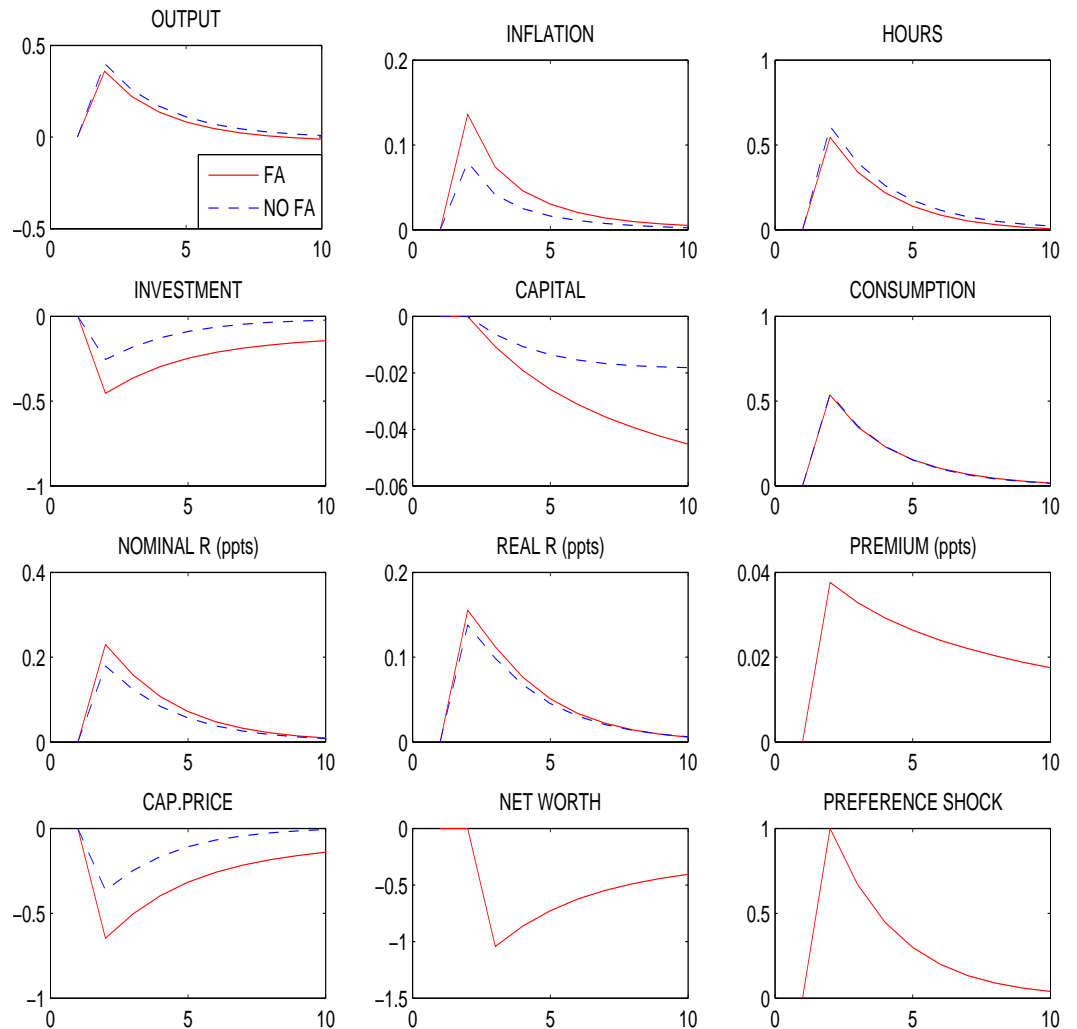 OUTPUT
0.5
0
−0.5
0 5 10
FA
NO FA
INFLATION
0.2
0.1
0
0 5 10
HOURS
1
0.5
0
0 5 10
INVESTMENT
0
−0.5
−1
0 5 10
CAPITAL
0
−0.02
−0.04
−0.06
0 5 10
CONSUMPTION
1
0.5
0
0 5 10
NOMINAL R (ppts)
0.4
0.2
0
0 5 10
REAL R (ppts)
0.2
0.1
0
0 5 10
PREMIUM (ppts)
0.04
0.02
0
0 5 10
CAP.PRICE
0
−0.5
−1
0 5 10
NET WORTH
0
−0.5
−1
−1.5
0 5 10
PREFERENCE SHOCK
1
0.5
0
0 5 10